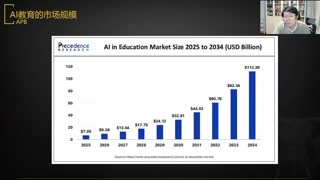 AI教育的市场规模
APB
Precedence
RESEARCH
AI in Education Market Size 2025 to 2034 (USD Billion)
120
100
80
60
40
20
0
$7.05
$9.58
$13.04
$17.75
$24.13
$32.81
$44.63
$60.70
$82.56
$112.30
2025 2026 2027 2028 2029 2030 2031 2032 2033 2034